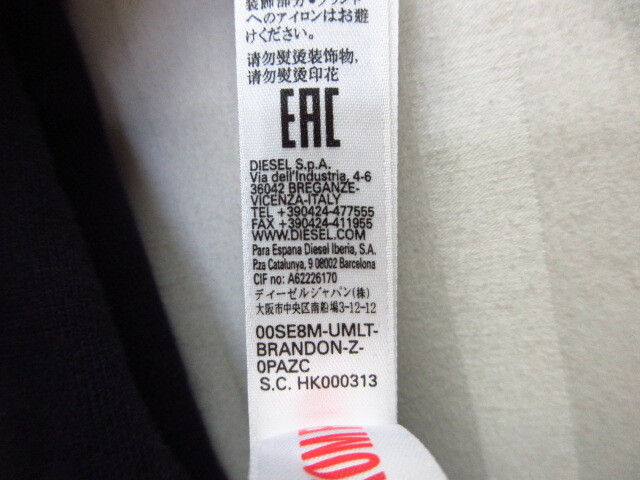 装飾部分・プリント
へのアイロンはお避
けください。
请勿熨烫装饰物,
请勿熨烫印花
EAC
DIESEL S.p.A.
Via dell'Industria, 4-6
36042 BREGANZE-
VICENZA-ITALY
TEL +390424-477555
FAX +390424-411955
WWW.DIESEL.COM
Para Espana Diesel Iberia, S.A.
Pza Catalunya, 9 08002 Barcelona
CIF no: A62226170
ディーゼルジャパン(株)
大阪市中央区南船場3-12-12
00SE8M-UMLT-
BRANDON-Z-
0PAZC
S.C. HK000313